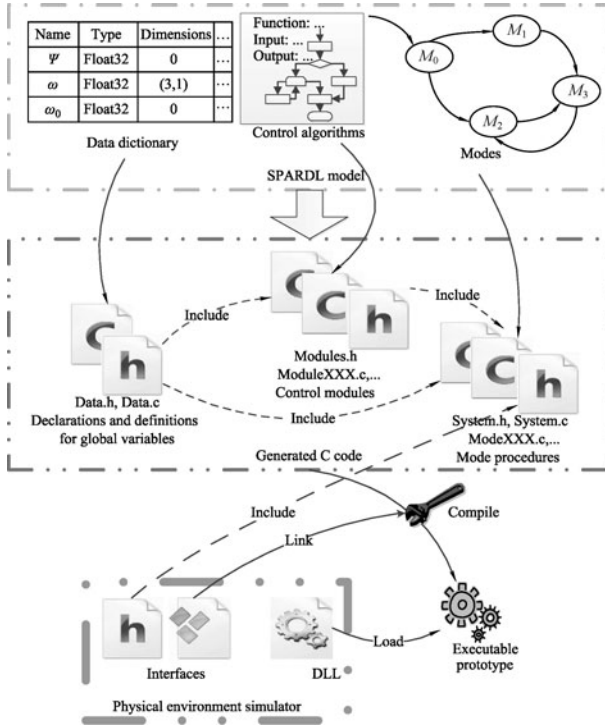 Name Type Dimensions ...
Ψ Float32 0 ...
ω Float32 (3,1) ...
ω₀ Float32 0 ...
Data dictionary
Function: ...
Input: ...
Output: ...
Control algorithms
M₀
M₁
M₂
M₃
Modes
SPARDL model
C
h
Data.h, Data.c
Declarations and definitions
for global variables
Include
C
C
h
Modules.h
ModuleXXX.c,...
Control modules
Include
Include
C
C
h
System.h, System.c
ModeXXX.c,...
Mode procedures
Generated C code
Include
Link
Compile
h
Interfaces
DLL
Load
Executable
prototype
Physical environment simulator